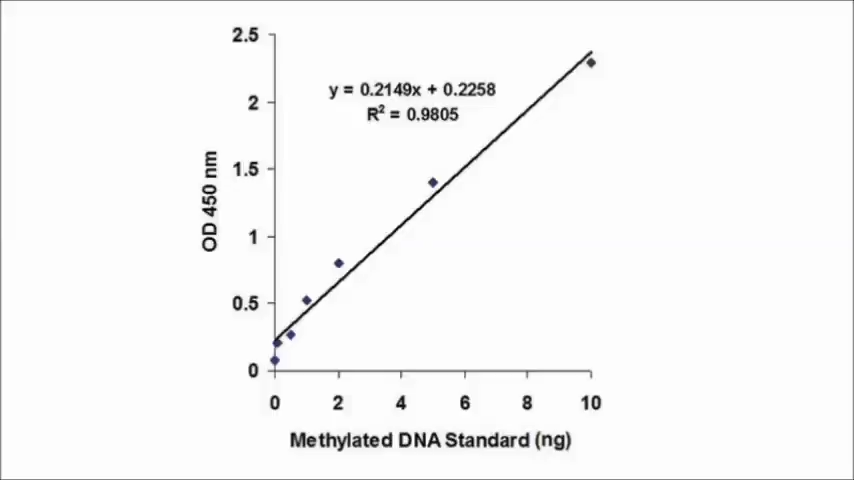 2.5
y = 0.2149x + 0.2258
R² = 0.9805
2
1.5
1
0.5
0
OD 450 nm
0 2 4 6 8 10
Methylated DNA Standard (ng)